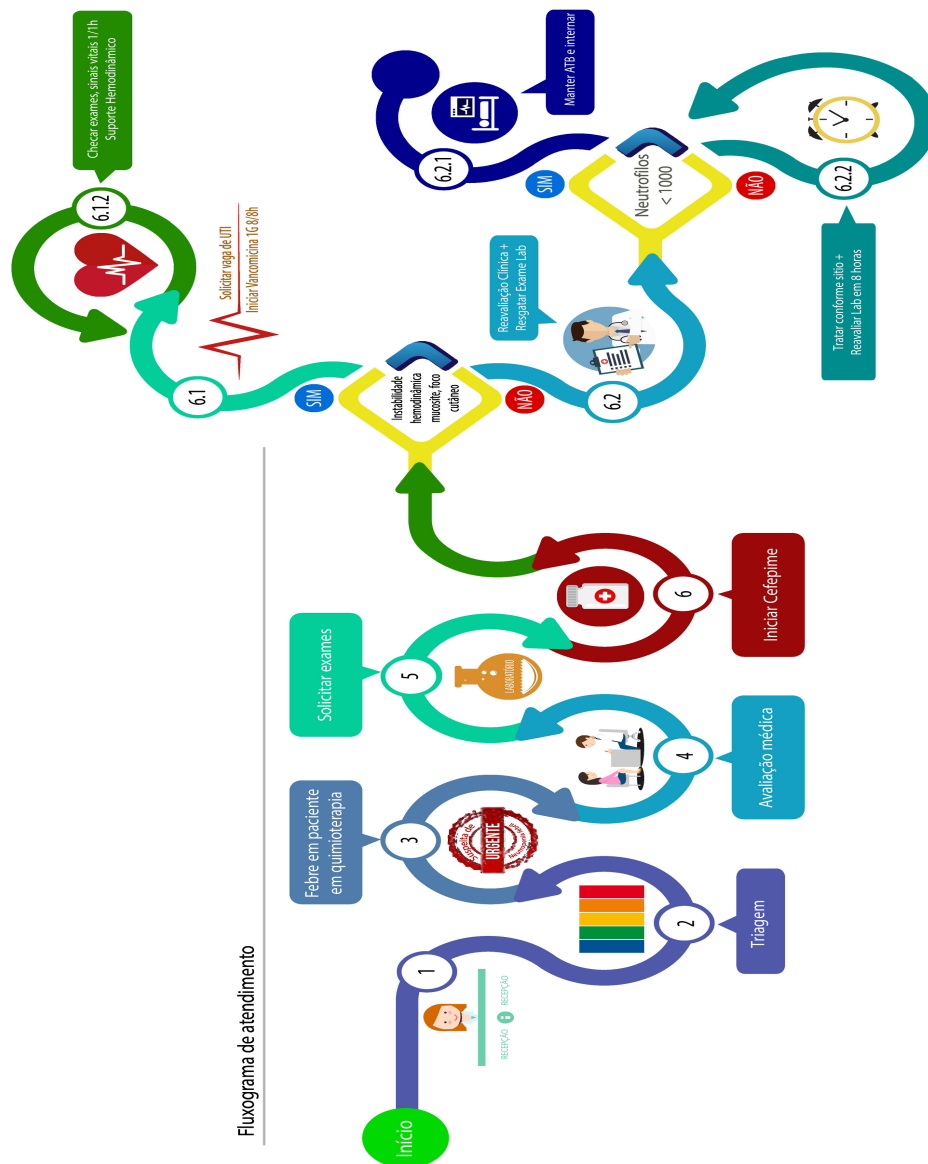 Fluxograma de atendimento
Início
1
RECEPÇÃO
RECEPÇÃO
2
Triagem
3
Febre em paciente
em quimioterapia
Suspeita de
URGENTE
Neutropenia febril
4
Avaliação médica
5
Solicitar exames
LABORATÓRIO
6
Iniciar Cefepime
Instabilidade
hemodinâmica
mucosite, foco
cutâneo
SIM
NÃO
6.1
Solicitar vaga de UTI
Iniciar Vancomicina 1G 8/8h
6.1.2
Checar exames, sinais vitais 1/1h
Suporte Hemodinâmico
6.2
Reavaliação Clínica +
Resgatar Exame Lab
Neutrofilos
< 1000
SIM
NÃO
6.2.1
Manter ATB e internar
6.2.2
Tratar conforme sítio +
Reavaliar Lab em 8 horas